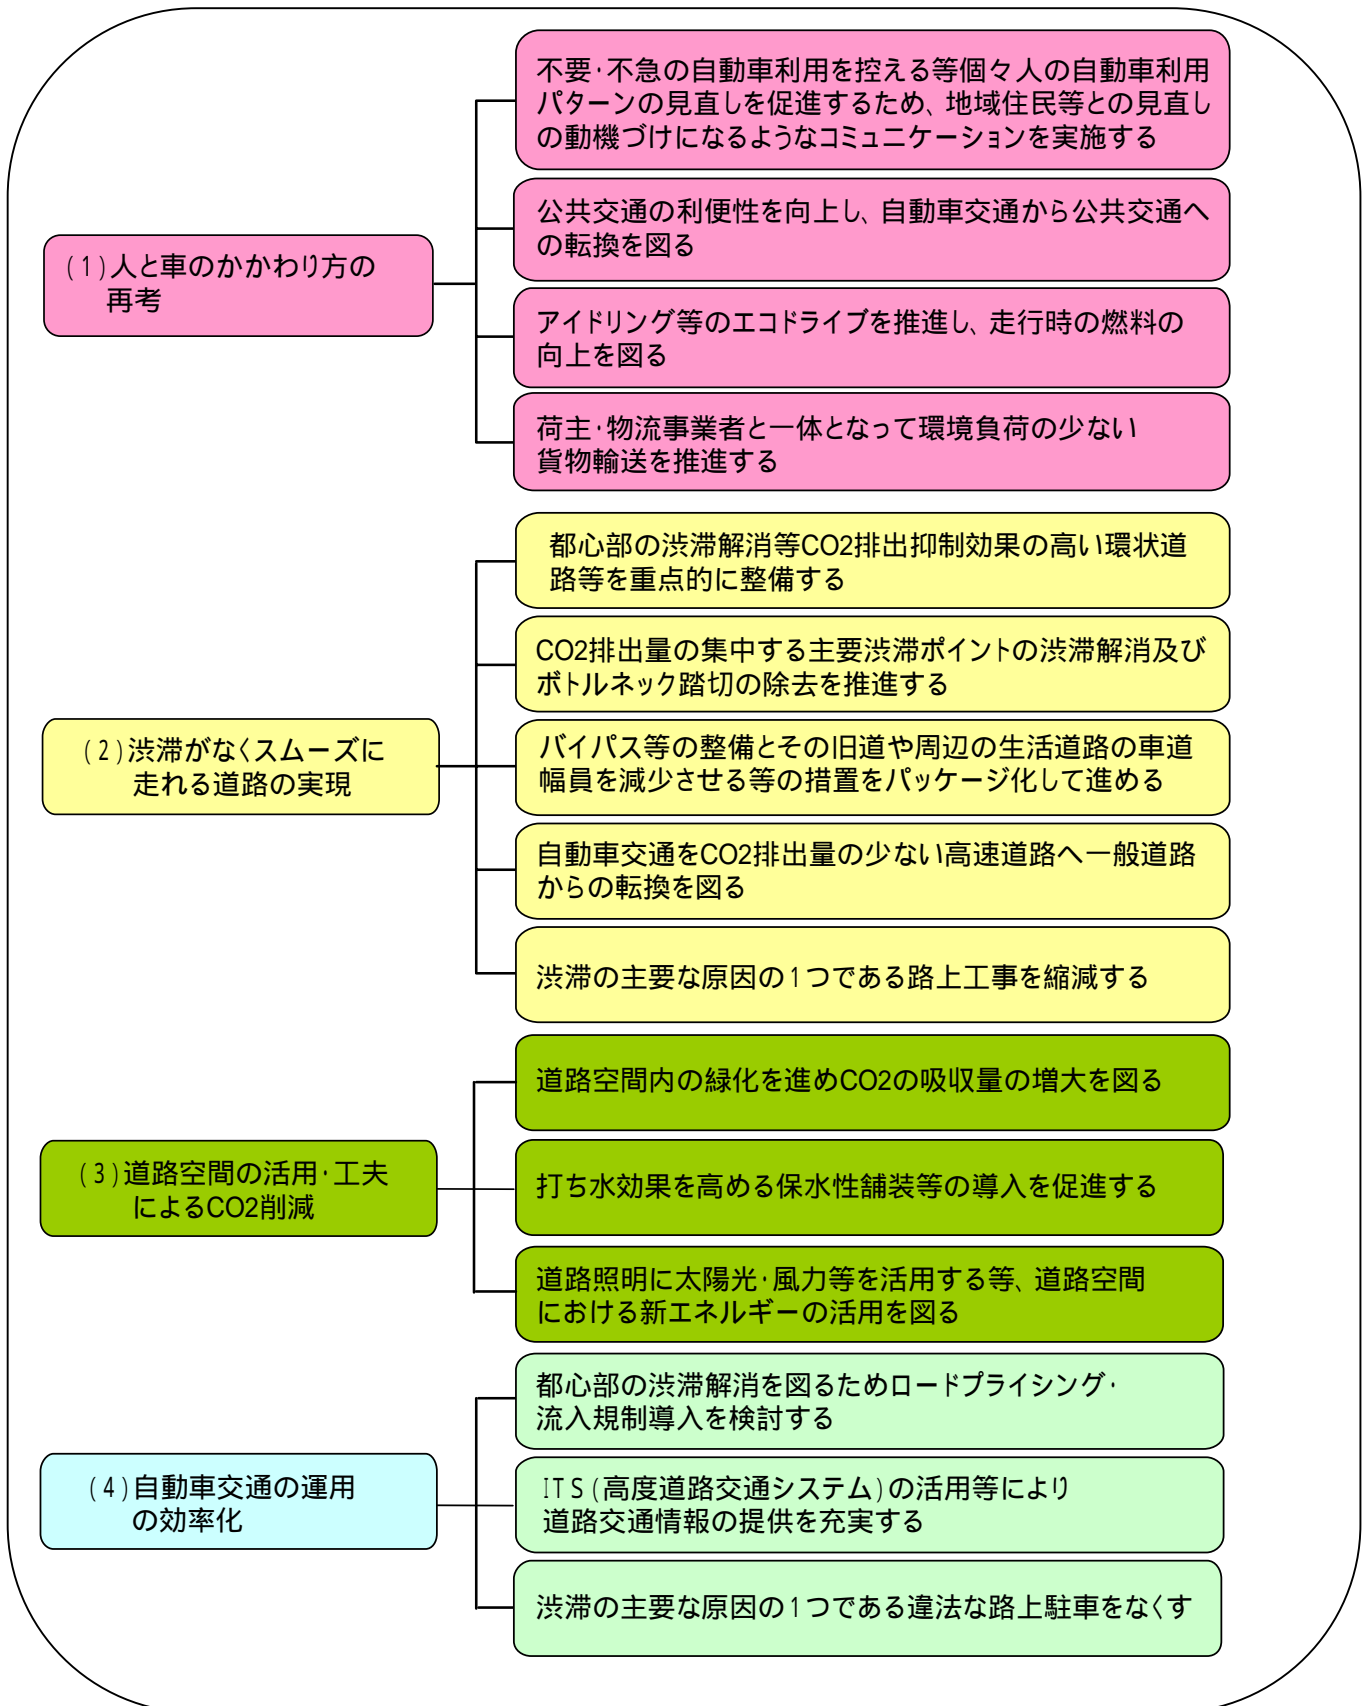 不要・不急の自動車利用を控える等個々人の自動車利用
パターンの見直しを促進するため、地域住民等との見直し
の動機づけになるようなコミュニケーションを実施する
公共交通の利便性を向上し、自動車交通から公共交通へ
の転換を図る
(1)人と車のかかわり方の
再考
アイドリング等のエコドライブを推進し、走行時の燃料の
向上を図る
荷主・物流事業者と一体となって環境負荷の少ない
貨物輸送を推進する
都心部の渋滞解消等CO2排出抑制効果の高い環状道
路等を重点的に整備する
CO2排出量の集中する主要渋滞ポイントの渋滞解消及び
ボトルネック踏切の除去を推進する
(2)渋滞がなくスムーズに
走れる道路の実現
バイパス等の整備とその旧道や周辺の生活道路の車道
幅員を減少させる等の措置をパッケージ化して進める
自動車交通をCO2排出量の少ない高速道路へ一般道路
からの転換を図る
渋滞の主要な原因の1つである路上工事を縮減する
道路空間内の緑化を進めCO2の吸収量の増大を図る
(3)道路空間の活用・工夫
によるCO2削減
打ち水効果を高める保水性舗装等の導入を促進する
道路照明に太陽光・風力等を活用する等、道路空間
における新エネルギーの活用を図る
都心部の渋滞解消を図るためロードプライシング・
流入規制導入を検討する
(4)自動車交通の運用
の効率化
ITS(高度道路交通システム)の活用等により
道路交通情報の提供を充実する
渋滞の主要な原因の1つである違法な路上駐車をなくす